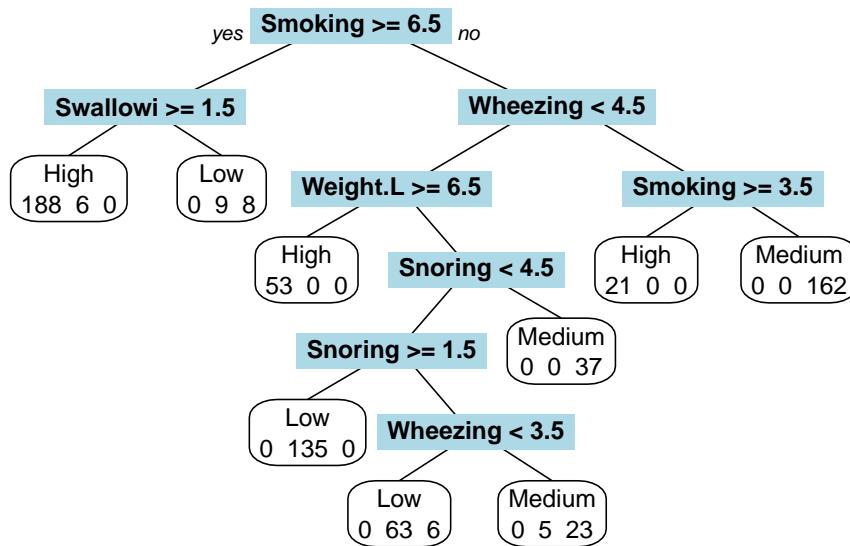 yes Smoking >= 6.5 no
Swallowi >= 1.5
Wheezing < 4.5
High
188 6 0
Low
0 9 8
Weight.L >= 6.5
Smoking >= 3.5
High
53 0 0
Snoring < 4.5
High
21 0 0
Medium
0 0 162
Snoring >= 1.5
Medium
0 0 37
Low
0 135 0
Wheezing < 3.5
Low
0 63 6
Medium
0 5 23